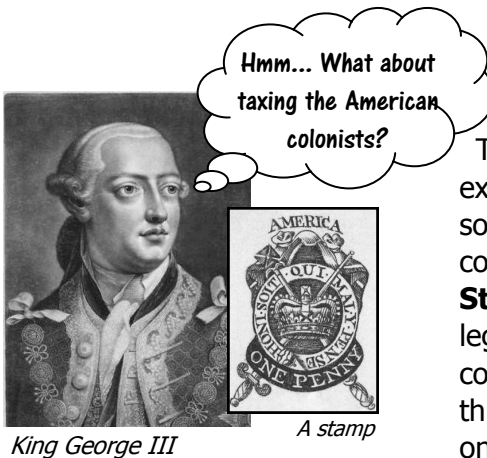 Hmm... What about
taxing the American
colonists?
T
ex
so
co
St
leg
co
th
on
AMERICA
HONI · SOIT · QUI · MAL · Y · PENSE
ONE PENNY
King George III
A stamp